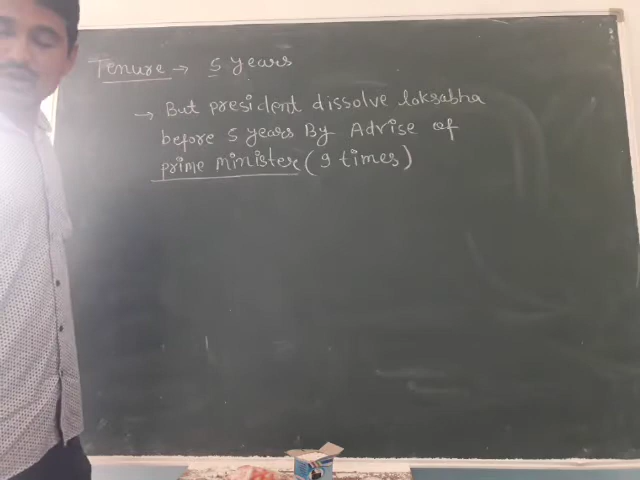 Tenure → 5 years
→ But president dissolve loksabha
before 5 years By Advise of
prime minister (9 times)